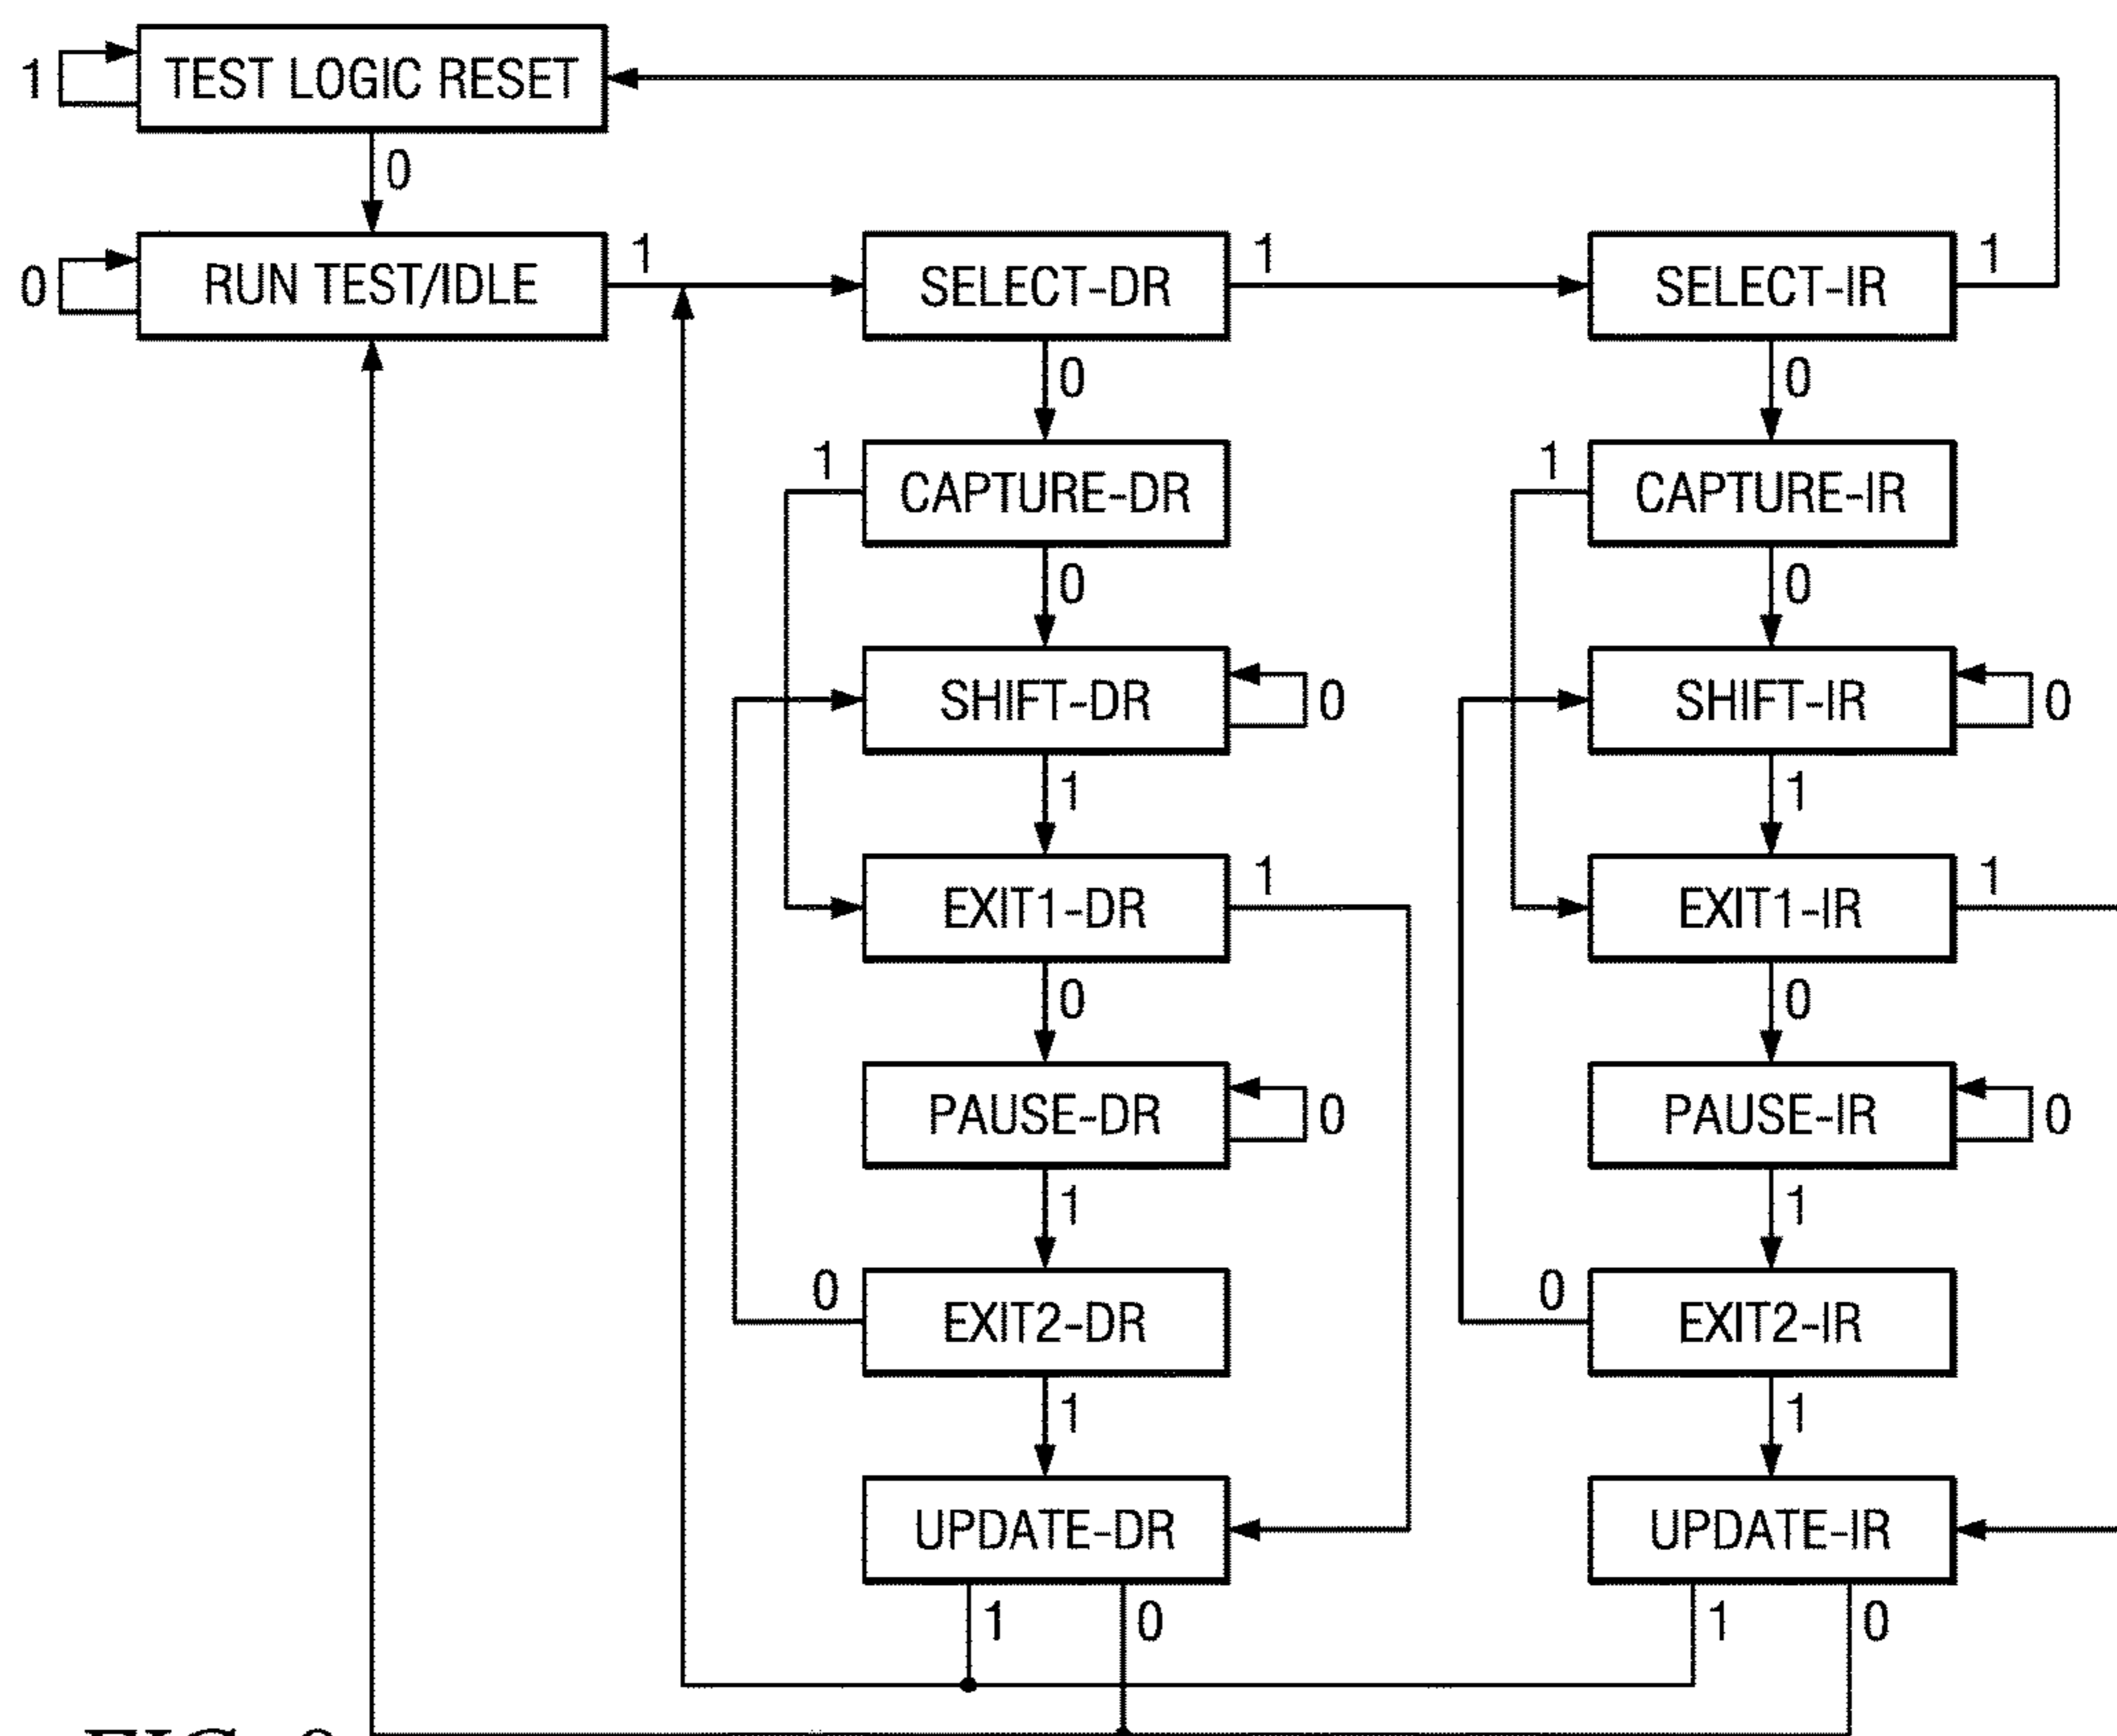 TEST LOGIC RESET
1
0
RUN TEST/IDLE
0
1
SELECT-DR
1
SELECT-IR
1
0
0
1
CAPTURE-DR
1
CAPTURE-IR
0
0
SHIFT-DR
0
SHIFT-IR
0
1
1
EXIT1-DR
1
EXIT1-IR
1
0
0
PAUSE-DR
0
PAUSE-IR
0
1
1
0
EXIT2-DR
0
EXIT2-IR
1
1
UPDATE-DR
UPDATE-IR
1
0
1
0